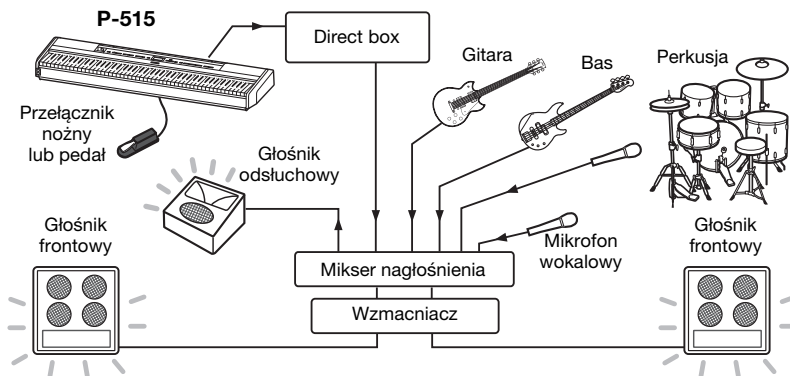 P-515
Direct box
Gitara
Bas
Perkusja
Przełącznik
nożny
lub pedał
Głośnik
odsłuchowy
Głośnik
frontowy
Mikrofon
wokalowy
Głośnik
frontowy
Mikser nagłośnienia
Wzmacniacz